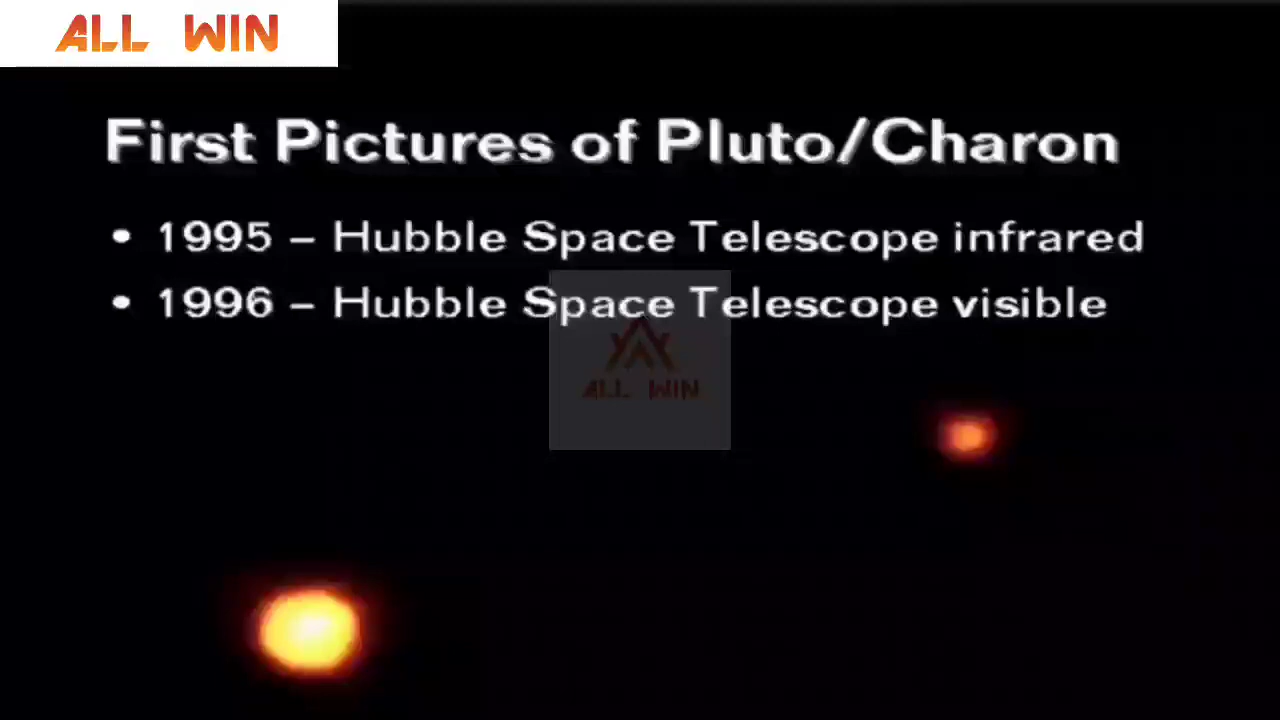 ALL WIN
First Pictures of Pluto/Charon
• 1995 – Hubble Space Telescope infrared
• 1996 – Hubble Space Telescope visible
ALL WIN